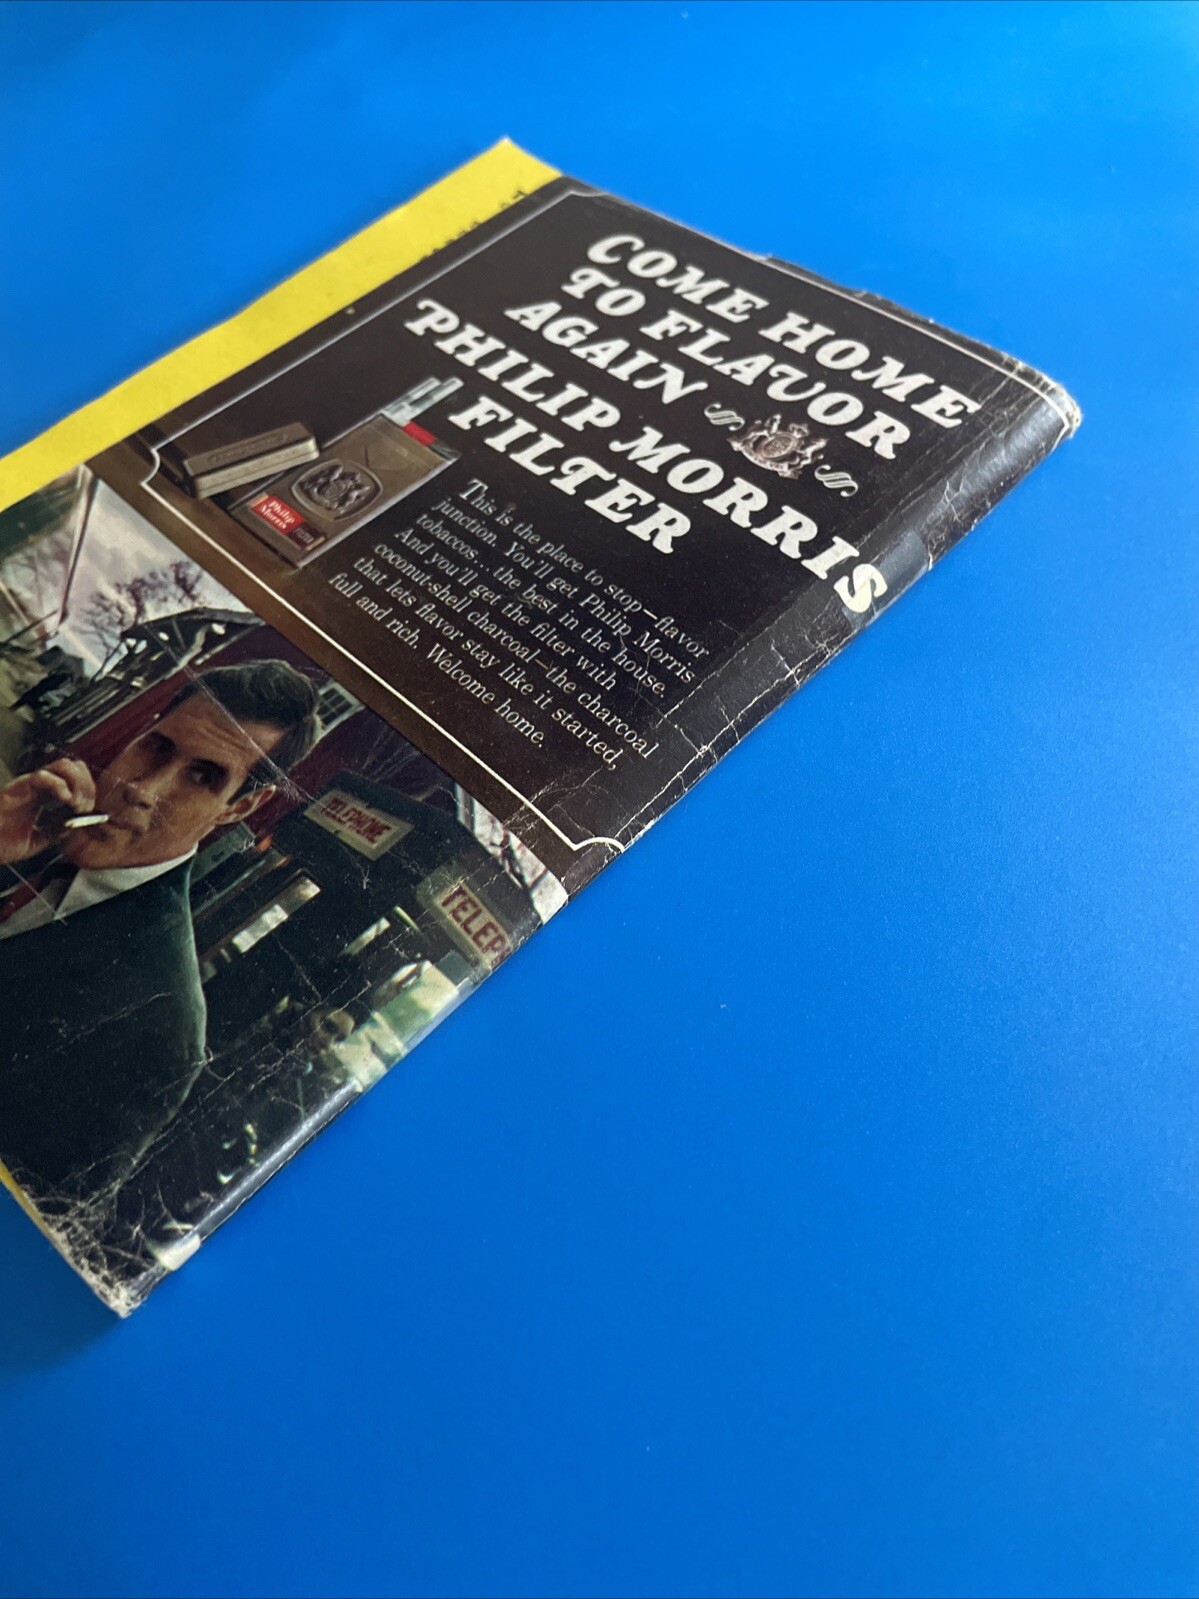 COME HOME
TO FLAVOR
AGAIN
PHILIP MORRIS
FILTER
This is the place to stop—flavor
junction. You'll get Philip Morris
tobaccos...the best in the house.
And you'll get the filter with
coconut-shell charcoal—the charcoal
that lets flavor stay like it started,
full and rich. Welcome home.
Philip
Morris
TELEPHONE
TELEP